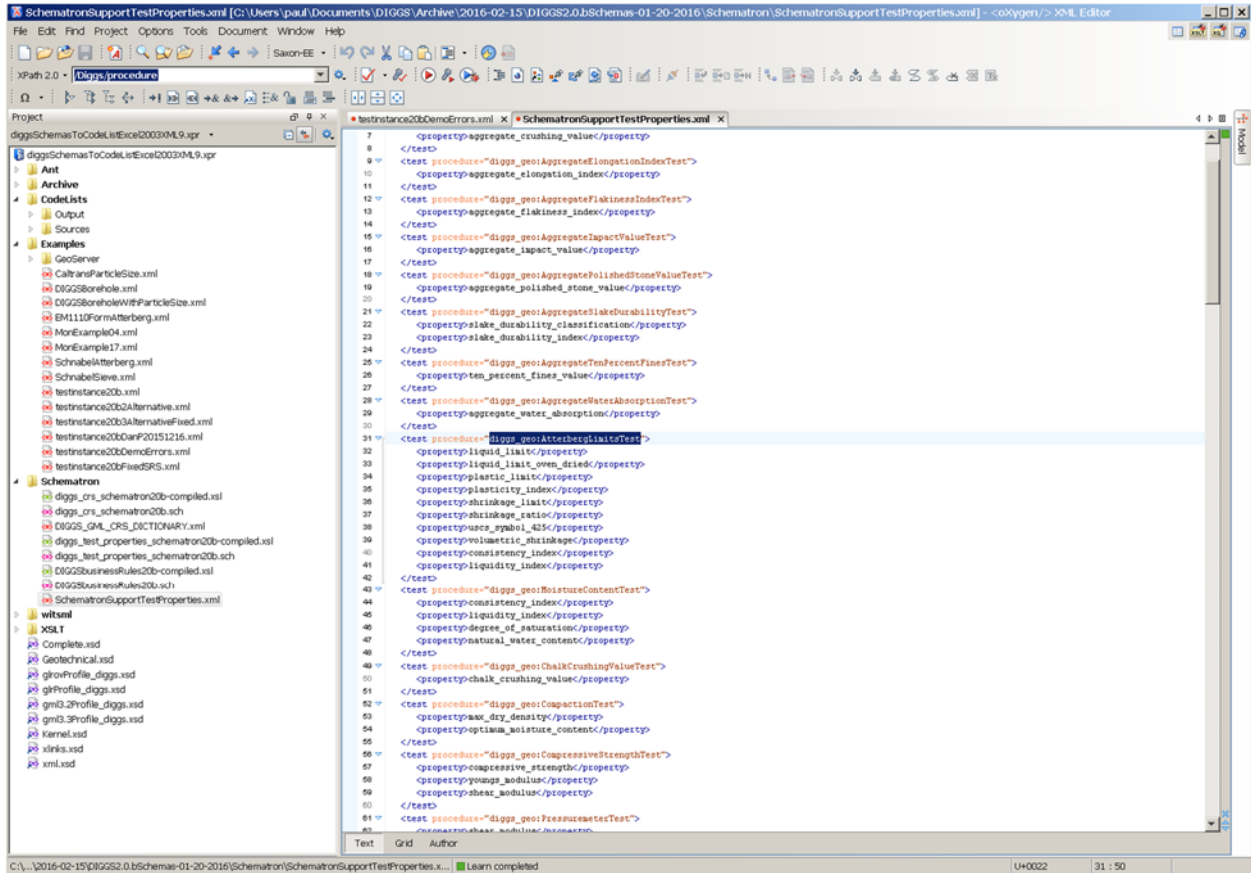 SchematronSupportTestProperties.xml [C:\Users\paul\Documents\DIGGS\Archive\2016-02-15\DIGGS2.0.bSchemas-01-20-2016\Schematron\SchematronSupportTestProperties.xml] - <oXygen/> XML Editor
File Edit Find Project Options Tools Document Window Help
Saxon-EE
XPath 2.0 /Diggs/procedure
Project
diggsSchemasToCodeListExcel2003XML9.xpr
diggsSchemasToCodeListExcel2003XML9.xpr
Ant
Archive
CodeLists
Output
Sources
Examples
GeoServer
CaltransParticleSize.xml
DIGGSBorehole.xml
DIGGSBoreholeWithParticleSize.xml
EM1110FormAtterberg.xml
MonExample04.xml
MonExample17.xml
SchnabelAtterberg.xml
SchnabelSieve.xml
testinstance20b.xml
testinstance20b2Alternative.xml
testinstance20b3AlternativeFixed.xml
testinstance20bDanP20151216.xml
testinstance20bDemoErrors.xml
testinstance20bFixedSRS.xml
Schematron
diggs_crs_schematron20b-compiled.xsl
diggs_crs_schematron20b.sch
DIGGS_GML_CRS_DICTIONARY.xml
diggs_test_properties_schematron20b-compiled.xsl
diggs_test_properties_schematron20b.sch
DIGGSbusinessRules20b-compiled.xsl
DIGGSbusinessRules20b.sch
SchematronSupportTestProperties.xml
witsml
XSLT
Complete.xsd
Geotechnical.xsd
glrovProfile_diggs.xsd
glrProfile_diggs.xsd
gml3.2Profile_diggs.xsd
gml3.3Profile_diggs.xsd
Kernel.xsd
xlinks.xsd
xml.xsd
testinstance20bDemoErrors.xml x SchematronSupportTestProperties.xml x
7 <property>aggregate_crushing_value</property>
8 </test>
9 <test procedure="diggs_geo:AggregateElongationIndexTest">
10 <property>aggregate_elongation_index</property>
11 </test>
12 <test procedure="diggs_geo:AggregateFlakinessIndexTest">
13 <property>aggregate_flakiness_index</property>
14 </test>
15 <test procedure="diggs_geo:AggregateImpactValueTest">
16 <property>aggregate_impact_value</property>
17 </test>
18 <test procedure="diggs_geo:AggregatePolishedStoneValueTest">
19 <property>aggregate_polished_stone_value</property>
20 </test>
21 <test procedure="diggs_geo:AggregateSlakeDurabilityTest">
22 <property>slake_durability_classification</property>
23 <property>slake_durability_index</property>
24 </test>
25 <test procedure="diggs_geo:AggregateTenPercentFinesTest">
26 <property>ten_percent_fines_value</property>
27 </test>
28 <test procedure="diggs_geo:AggregateWaterAbsorptionTest">
29 <property>aggregate_water_absorption</property>
30 </test>
31 <test procedure="diggs_geo:AtterbergLimitsTest">
32 <property>liquid_limit</property>
33 <property>liquid_limit_oven_dried</property>
34 <property>plastic_limit</property>
35 <property>plasticity_index</property>
36 <property>shrinkage_limit</property>
37 <property>shrinkage_ratio</property>
38 <property>uscs_symbol_425</property>
39 <property>volumetric_shrinkage</property>
40 <property>consistency_index</property>
41 <property>liquidity_index</property>
42 </test>
43 <test procedure="diggs_geo:MoistureContentTest">
44 <property>consistency_index</property>
45 <property>liquidity_index</property>
46 <property>degree_of_saturation</property>
47 <property>natural_water_content</property>
48 </test>
49 <test procedure="diggs_geo:ChalkCrushingValueTest">
50 <property>chalk_crushing_value</property>
51 </test>
52 <test procedure="diggs_geo:CompactionTest">
53 <property>max_dry_density</property>
54 <property>optimum_moisture_content</property>
55 </test>
56 <test procedure="diggs_geo:CompressiveStrengthTest">
57 <property>compressive_strength</property>
58 <property>youngs_modulus</property>
59 <property>shear_modulus</property>
60 </test>
61 <test procedure="diggs_geo:PressuremeterTest">
62 <property>shear_modulus</property>
Model
Text Grid Author
C:\...\2016-02-15\DIGGS2.0.bSchemas-01-20-2016\Schematron\SchematronSupportTestProperties.x... Learn completed U+0022 31 : 50